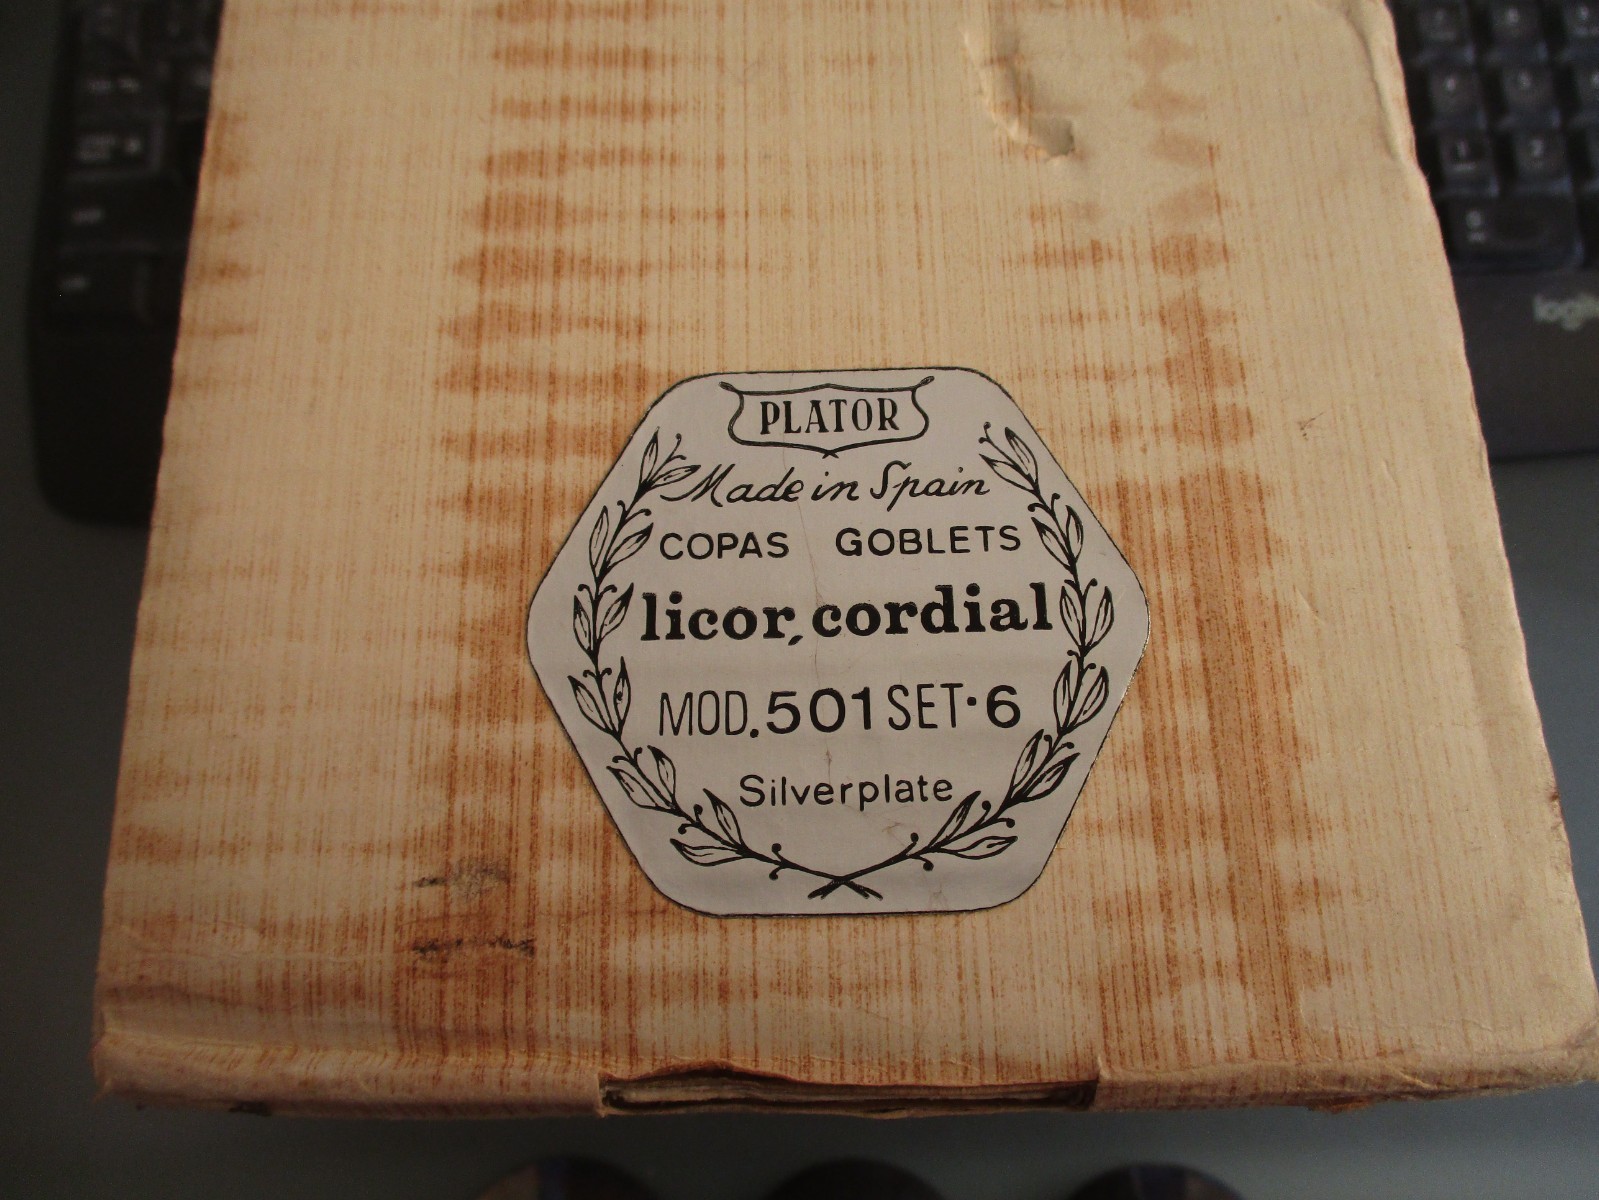 PLATOR
Made in Spain
COPAS GOBLETS
licor, cordial
MOD. 501 SET·6
Silverplate